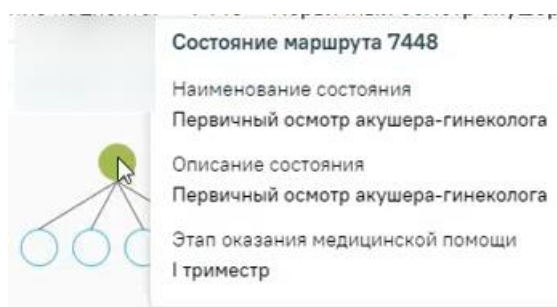 Состояние маршрута 7448
Наименование состояния
Первичный осмотр акушера-гинеколога
Описание состояния
Первичный осмотр акушера-гинеколога
Этап оказания медицинской помощи
I триместр